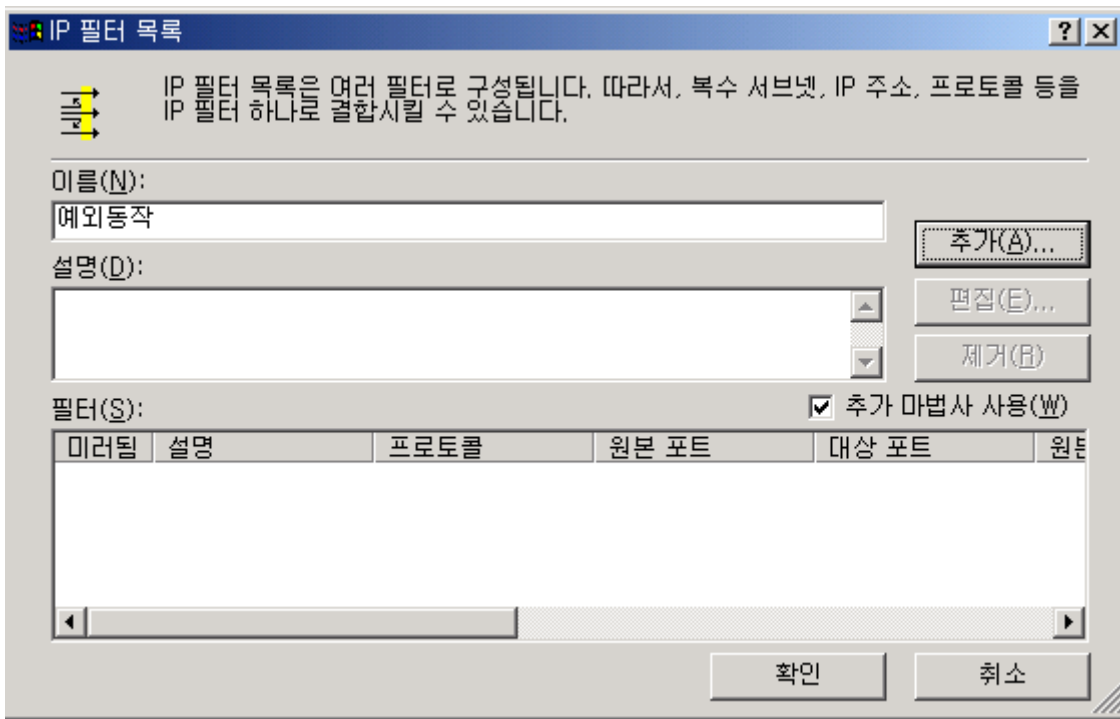 IP 필터 목록
IP 필터 목록은 여러 필터로 구성됩니다. 따라서, 복수 서브넷, IP 주소, 프로토콜 등을
IP 필터 하나로 결합시킬 수 있습니다.
이름(N):
예외동작
추가(A)...
설명(D):
편집(E)...
제거(R)
필터(S):
추가 마법사 사용(W)
미러됨 설명 프로토콜 원본 포트 대상 포트 원본
확인 취소